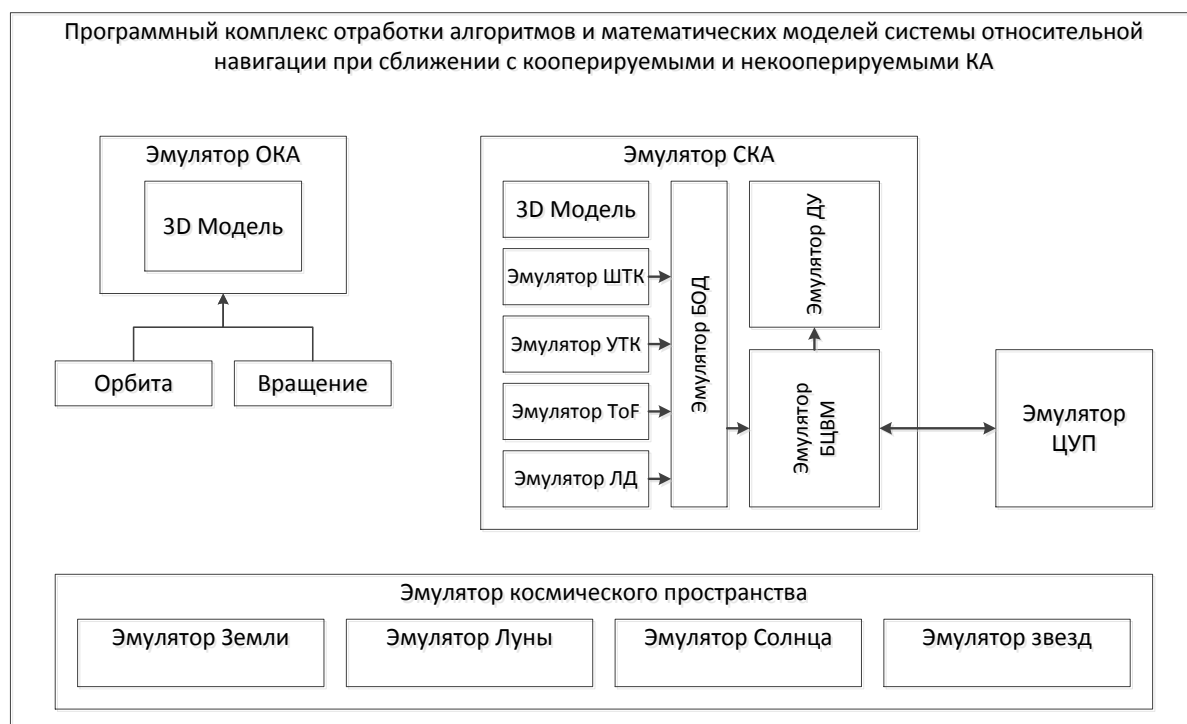 Программный комплекс отработки алгоритмов и математических моделей системы относительной
навигации при сближении с кооперируемыми и некооперируемыми КА
Эмулятор ОКА
3D Модель
Орбита
Вращение
Эмулятор СКА
3D Модель
Эмулятор ШТК
Эмулятор УТК
Эмулятор ToF
Эмулятор ЛД
Эмулятор БОД
Эмулятор ДУ
Эмулятор
БЦВМ
Эмулятор
ЦУП
Эмулятор космического пространства
Эмулятор Земли
Эмулятор Луны
Эмулятор Солнца
Эмулятор звезд